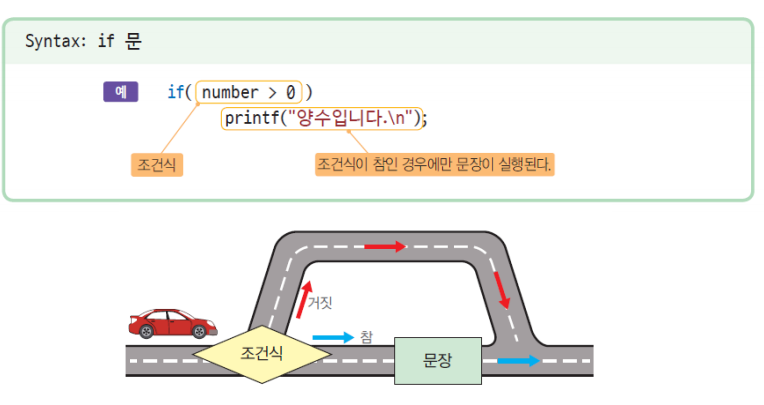 Syntax: if 문
예 if( number > 0 )
printf("양수입니다.\n");
조건식 조건식이 참인 경우에만 문장이 실행된다.
거짓
참
조건식 문장